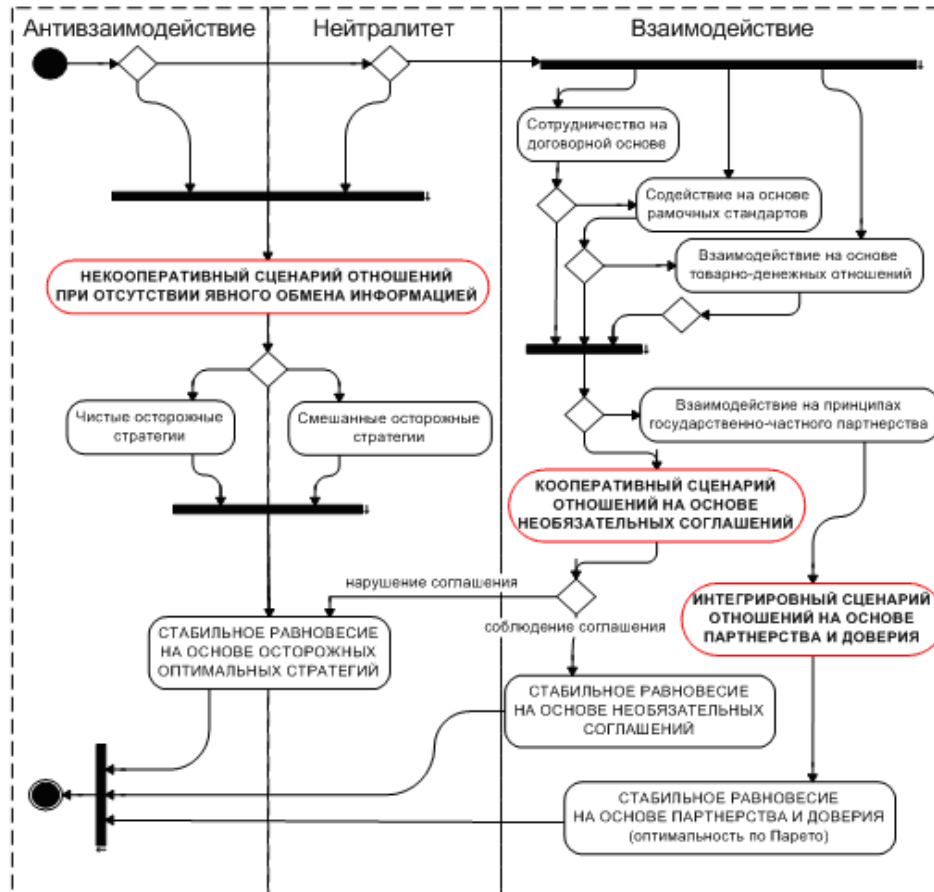 Антивзаимодействие
Нейтралитет
Взаимодействие
Сотрудничество на
договорной основе
Содействие на основе
рамочных стандартов
Взаимодействие на основе
товарно-денежных отношений
НЕКООПЕРАТИВНЫЙ СЦЕНАРИЙ ОТНОШЕНИЙ
ПРИ ОТСУТСТВИИ ЯВНОГО ОБМЕНА ИНФОРМАЦИЕЙ
Чистые осторожные
стратегии
Смешанные осторожные
стратегии
Взаимодействие на принципах
государственно-частного партнерства
КООПЕРАТИВНЫЙ СЦЕНАРИЙ
ОТНОШЕНИЙ НА ОСНОВЕ
НЕОБЯЗАТЕЛЬНЫХ СОГЛАШЕНИЙ
нарушение соглашения
соблюдение соглашения
ИНТЕГРИРОВНЫЙ СЦЕНАРИЙ
ОТНОШЕНИЙ НА ОСНОВЕ
ПАРТНЕРСТВА И ДОВЕРИЯ
СТАБИЛЬНОЕ РАВНОВЕСИЕ
НА ОСНОВЕ ОСТОРОЖНЫХ
ОПТИМАЛЬНЫХ СТРАТЕГИЙ
СТАБИЛЬНОЕ РАВНОВЕСИЕ
НА ОСНОВЕ НЕОБЯЗАТЕЛЬНЫХ
СОГЛАШЕНИЙ
СТАБИЛЬНОЕ РАВНОВЕСИЕ
НА ОСНОВЕ ПАРТНЕРСТВА И ДОВЕРИЯ
(оптимальность по Парето)